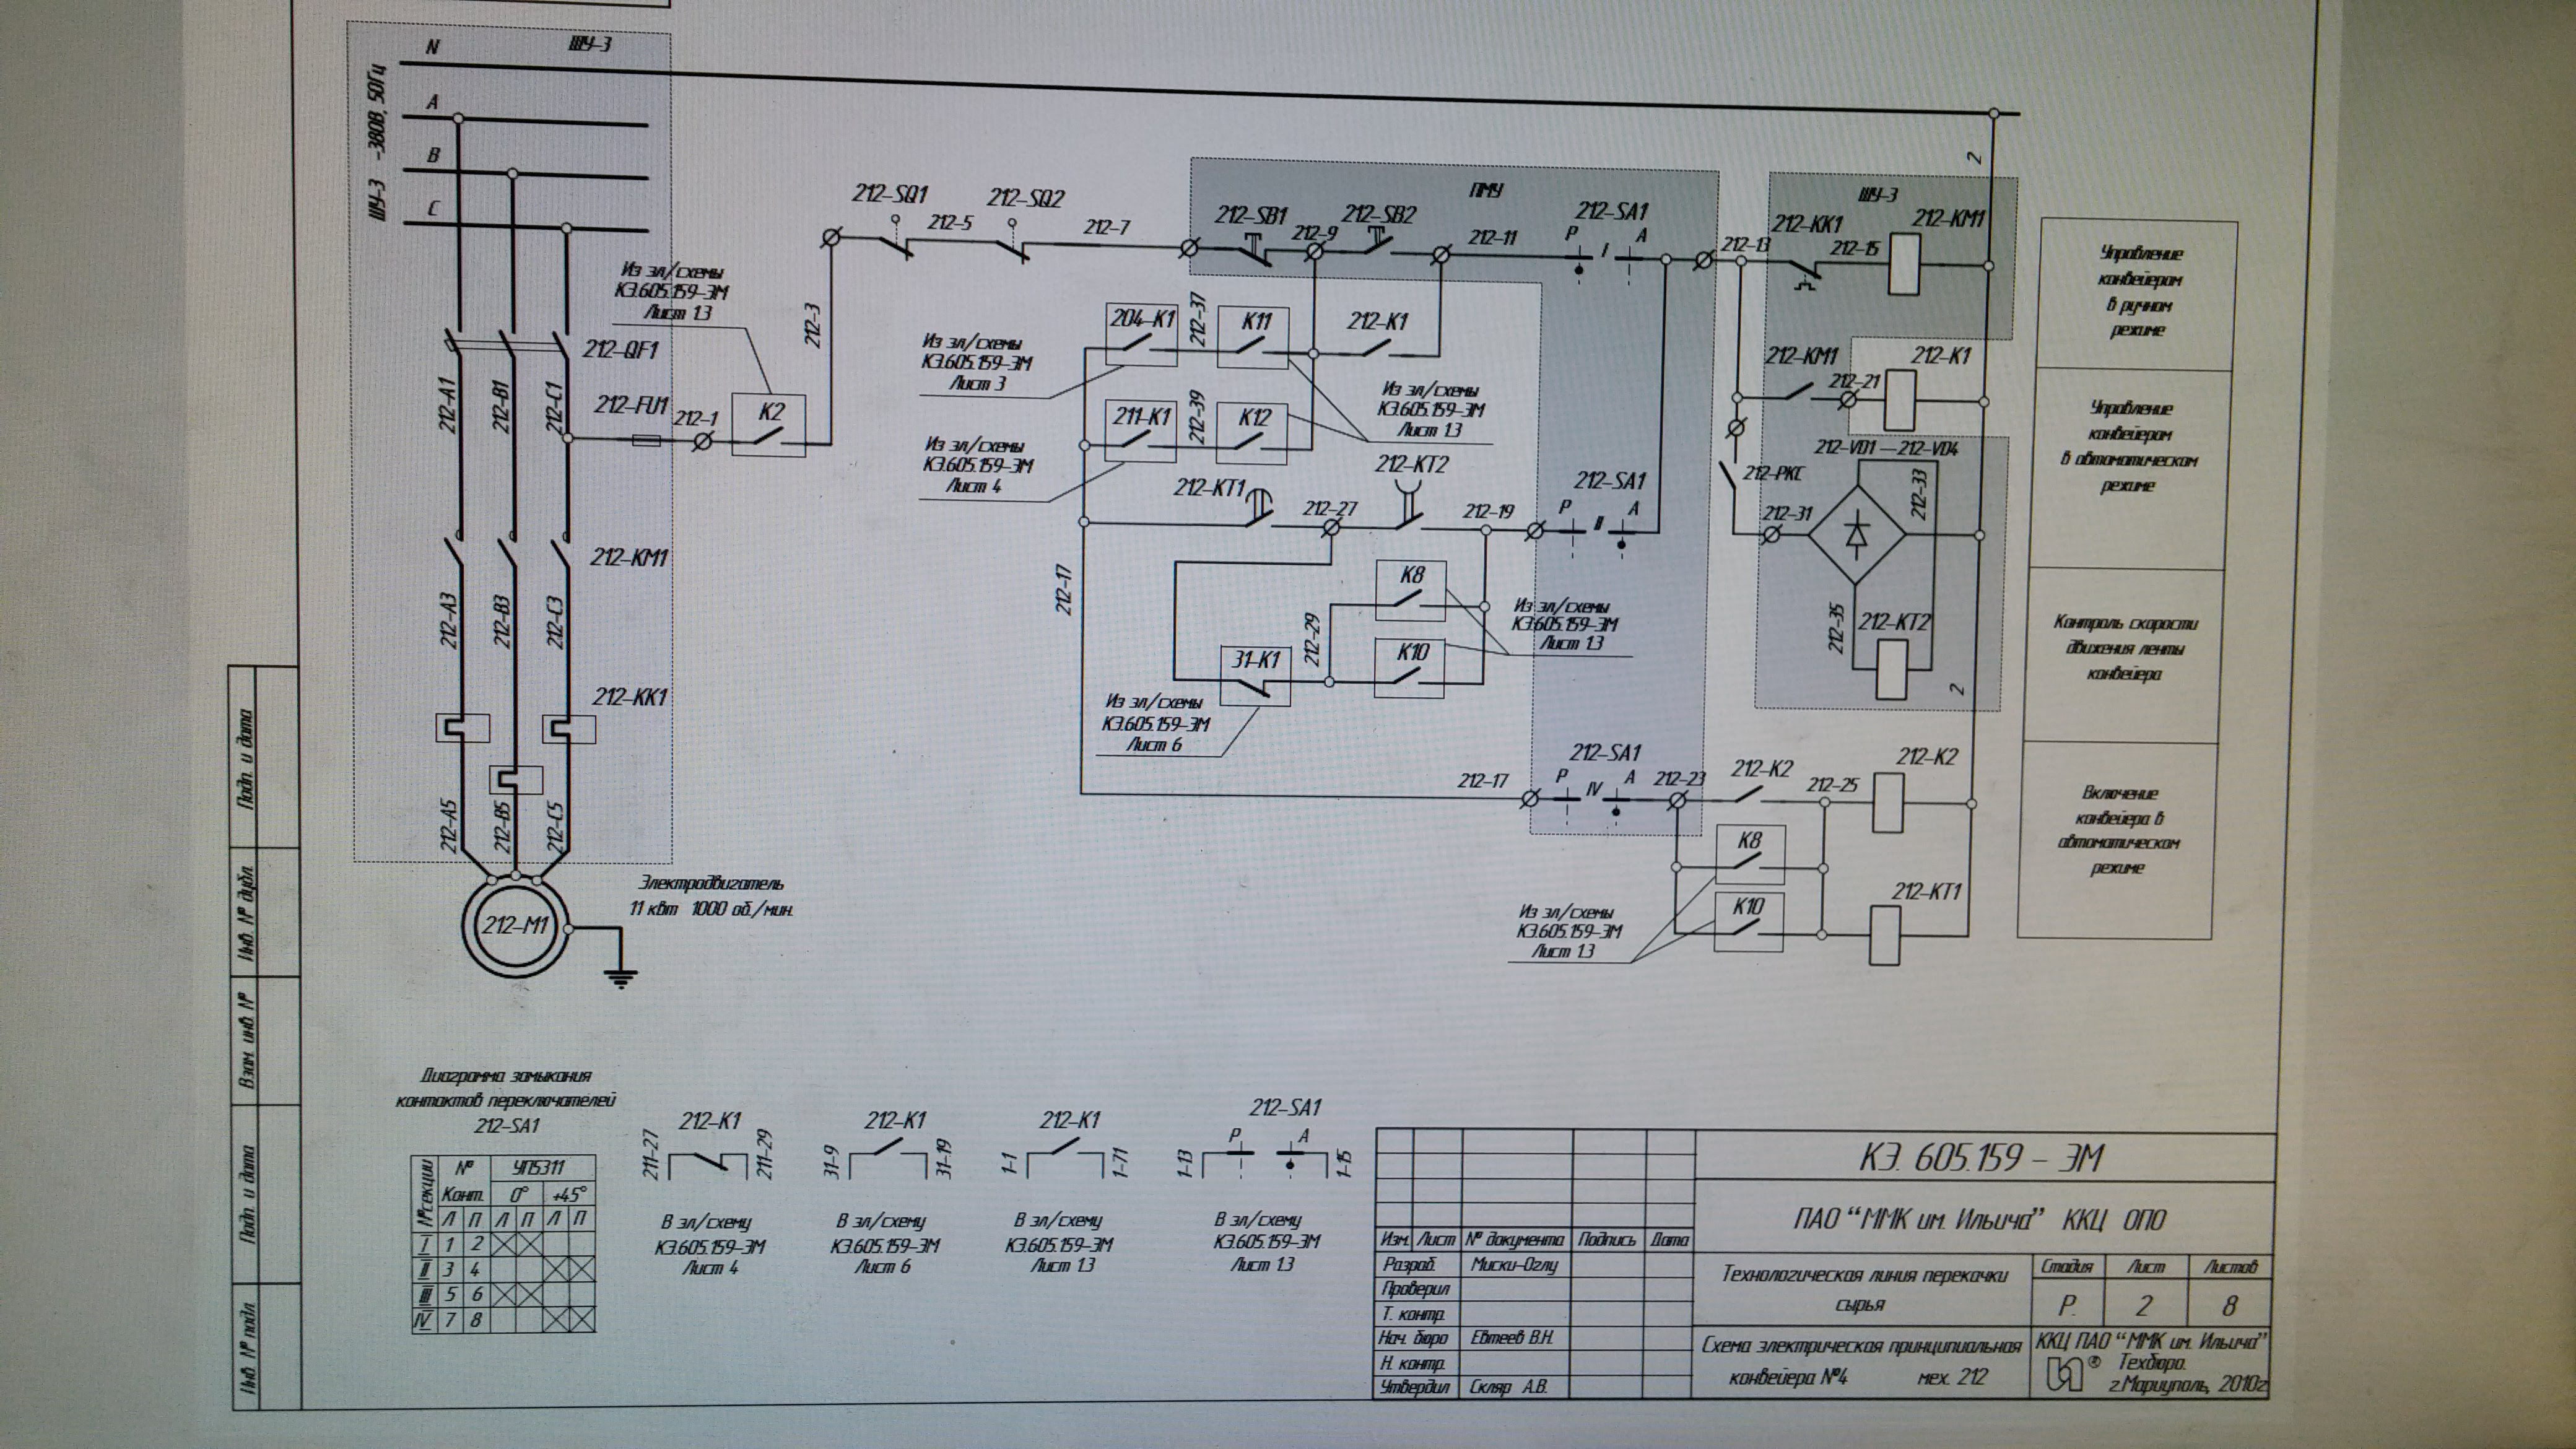 N
ШУ-3
ШУ-3 ~380В, 50Гц
A
B
C
212-QF1
212-A1
212-B1
212-C1
212-FU1
212-1
Из эл/схемы
КЭ.605.159-ЭМ
Лист 13
K2
212-3
212-KM1
212-A3
212-B3
212-C3
212-KK1
212-A5
212-B5
212-C5
212-M1
Электродвигатель
11 квт 1000 об./мин.
212-SQ1
212-5
212-SQ2
212-7
ПМУ
212-SB1
212-9
212-SB2
212-11
212-SA1
P I A
212-13
ШУ-3
212-KK1
212-15
212-KM1
2
Из эл/схемы
КЭ.605.159-ЭМ
Лист 3
204-K1
212-37
K11
212-K1
Из эл/схемы
КЭ.605.159-ЭМ
Лист 4
211-K1
212-39
K12
Из эл/схемы
КЭ.605.159-ЭМ
Лист 13
212-KM1
212-21
212-K1
212-KT1
212-27
212-KT2
212-19
212-SA1
P II A
212-РКС
212-31
212-VD1 — 212-VD4
212-33
212-35
212-KT2
2
212-17
31-K1
212-29
K8
K10
Из эл/схемы
КЭ.605.159-ЭМ
Лист 13
Из эл/схемы
КЭ.605.159-ЭМ
Лист 6
212-17
212-SA1
P IV A
212-23
212-K2
212-25
212-K2
K8
K10
212-KT1
Из эл/схемы
КЭ.605.159-ЭМ
Лист 13
Управление
конвейером
в ручном
режиме
Управление
конвейером
в автоматическом
режиме
Контроль скорости
движения ленты
конвейера
Включение
конвейера в
автоматическом
режиме
Диаграмма замыкания
контактов переключателей
212-SA1
№секции
№ Конт.
УП5311
0° +45°
Л П Л П Л П
I 1 2
II 3 4
III 5 6
IV 7 8
212-K1
211-27
211-29
В эл/схему
КЭ.605.159-ЭМ
Лист 4
212-K1
31-9
31-19
В эл/схему
КЭ.605.159-ЭМ
Лист 6
212-K1
1-1
1-71
В эл/схему
КЭ.605.159-ЭМ
Лист 13
212-SA1
P A
1-13
1-15
В эл/схему
КЭ.605.159-ЭМ
Лист 13
Подп. и дата
Инв. № дубл.
Взам. инв. №
Подп. и дата
Инв. № подл.
Изм. Лист № документа Подпись Дата
Разраб. Миски-Оглу
Проверил
Т. контр.
Нач. бюро Евтеев В.Н.
Н. контр.
Утвердил Скляр А.В.
КЭ. 605.159 - ЭМ
ПАО "ММК им. Ильича" ККЦ ОПО
Технологическая линия перекачки
сырья
Стадия Лист Листов
Р. 2 8
Схема электрическая принципиальная
конвейера №4 мех. 212
ККЦ ПАО "ММК им. Ильича"
®
Техбюро.
г.Мариуполь, 2010г